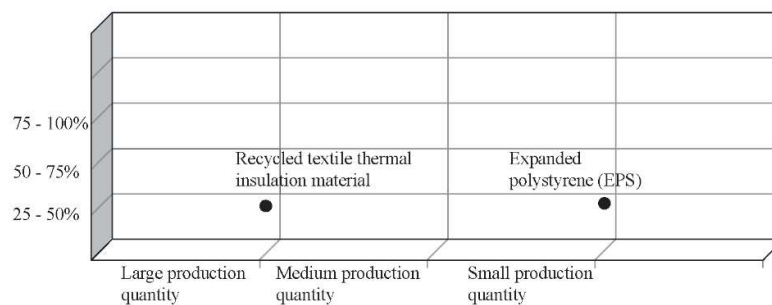 75 - 100%
50 - 75%
25 - 50%
Recycled textile thermal
insulation material
Expanded
polystyrene (EPS)
Large production
quantity
Medium production
quantity
Small production
quantity